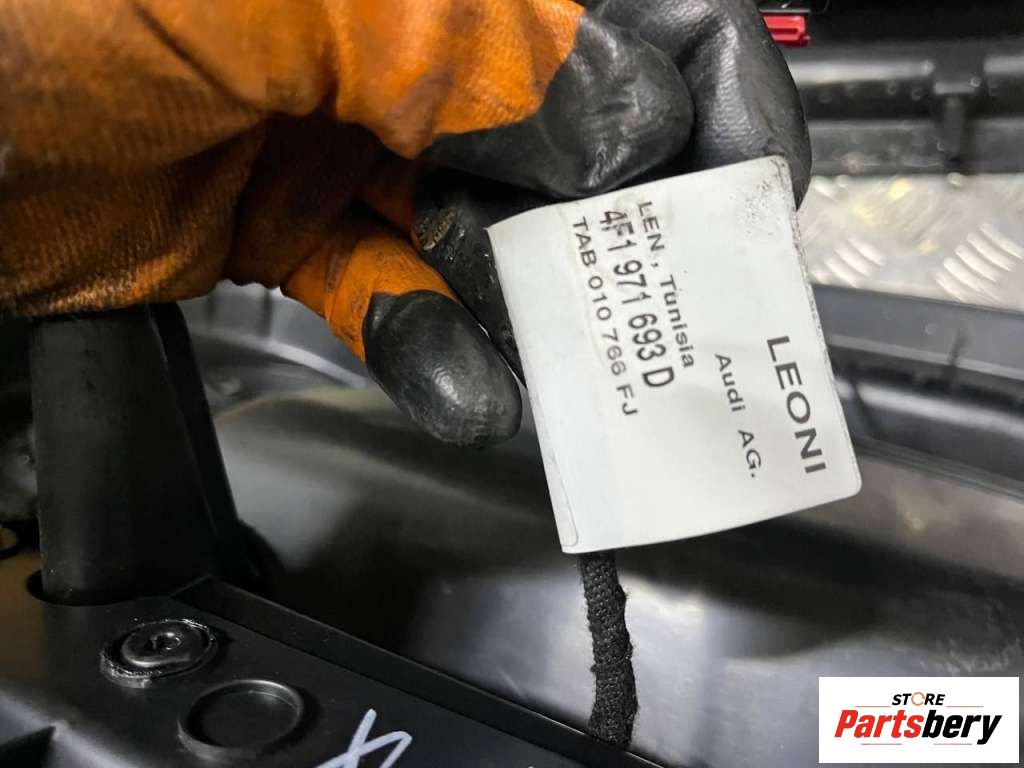 LEONI
Audi AG.
LEN, Tunisia
4F1 971 693 D
TAB 010 766 FJ
STORE
Partsbery